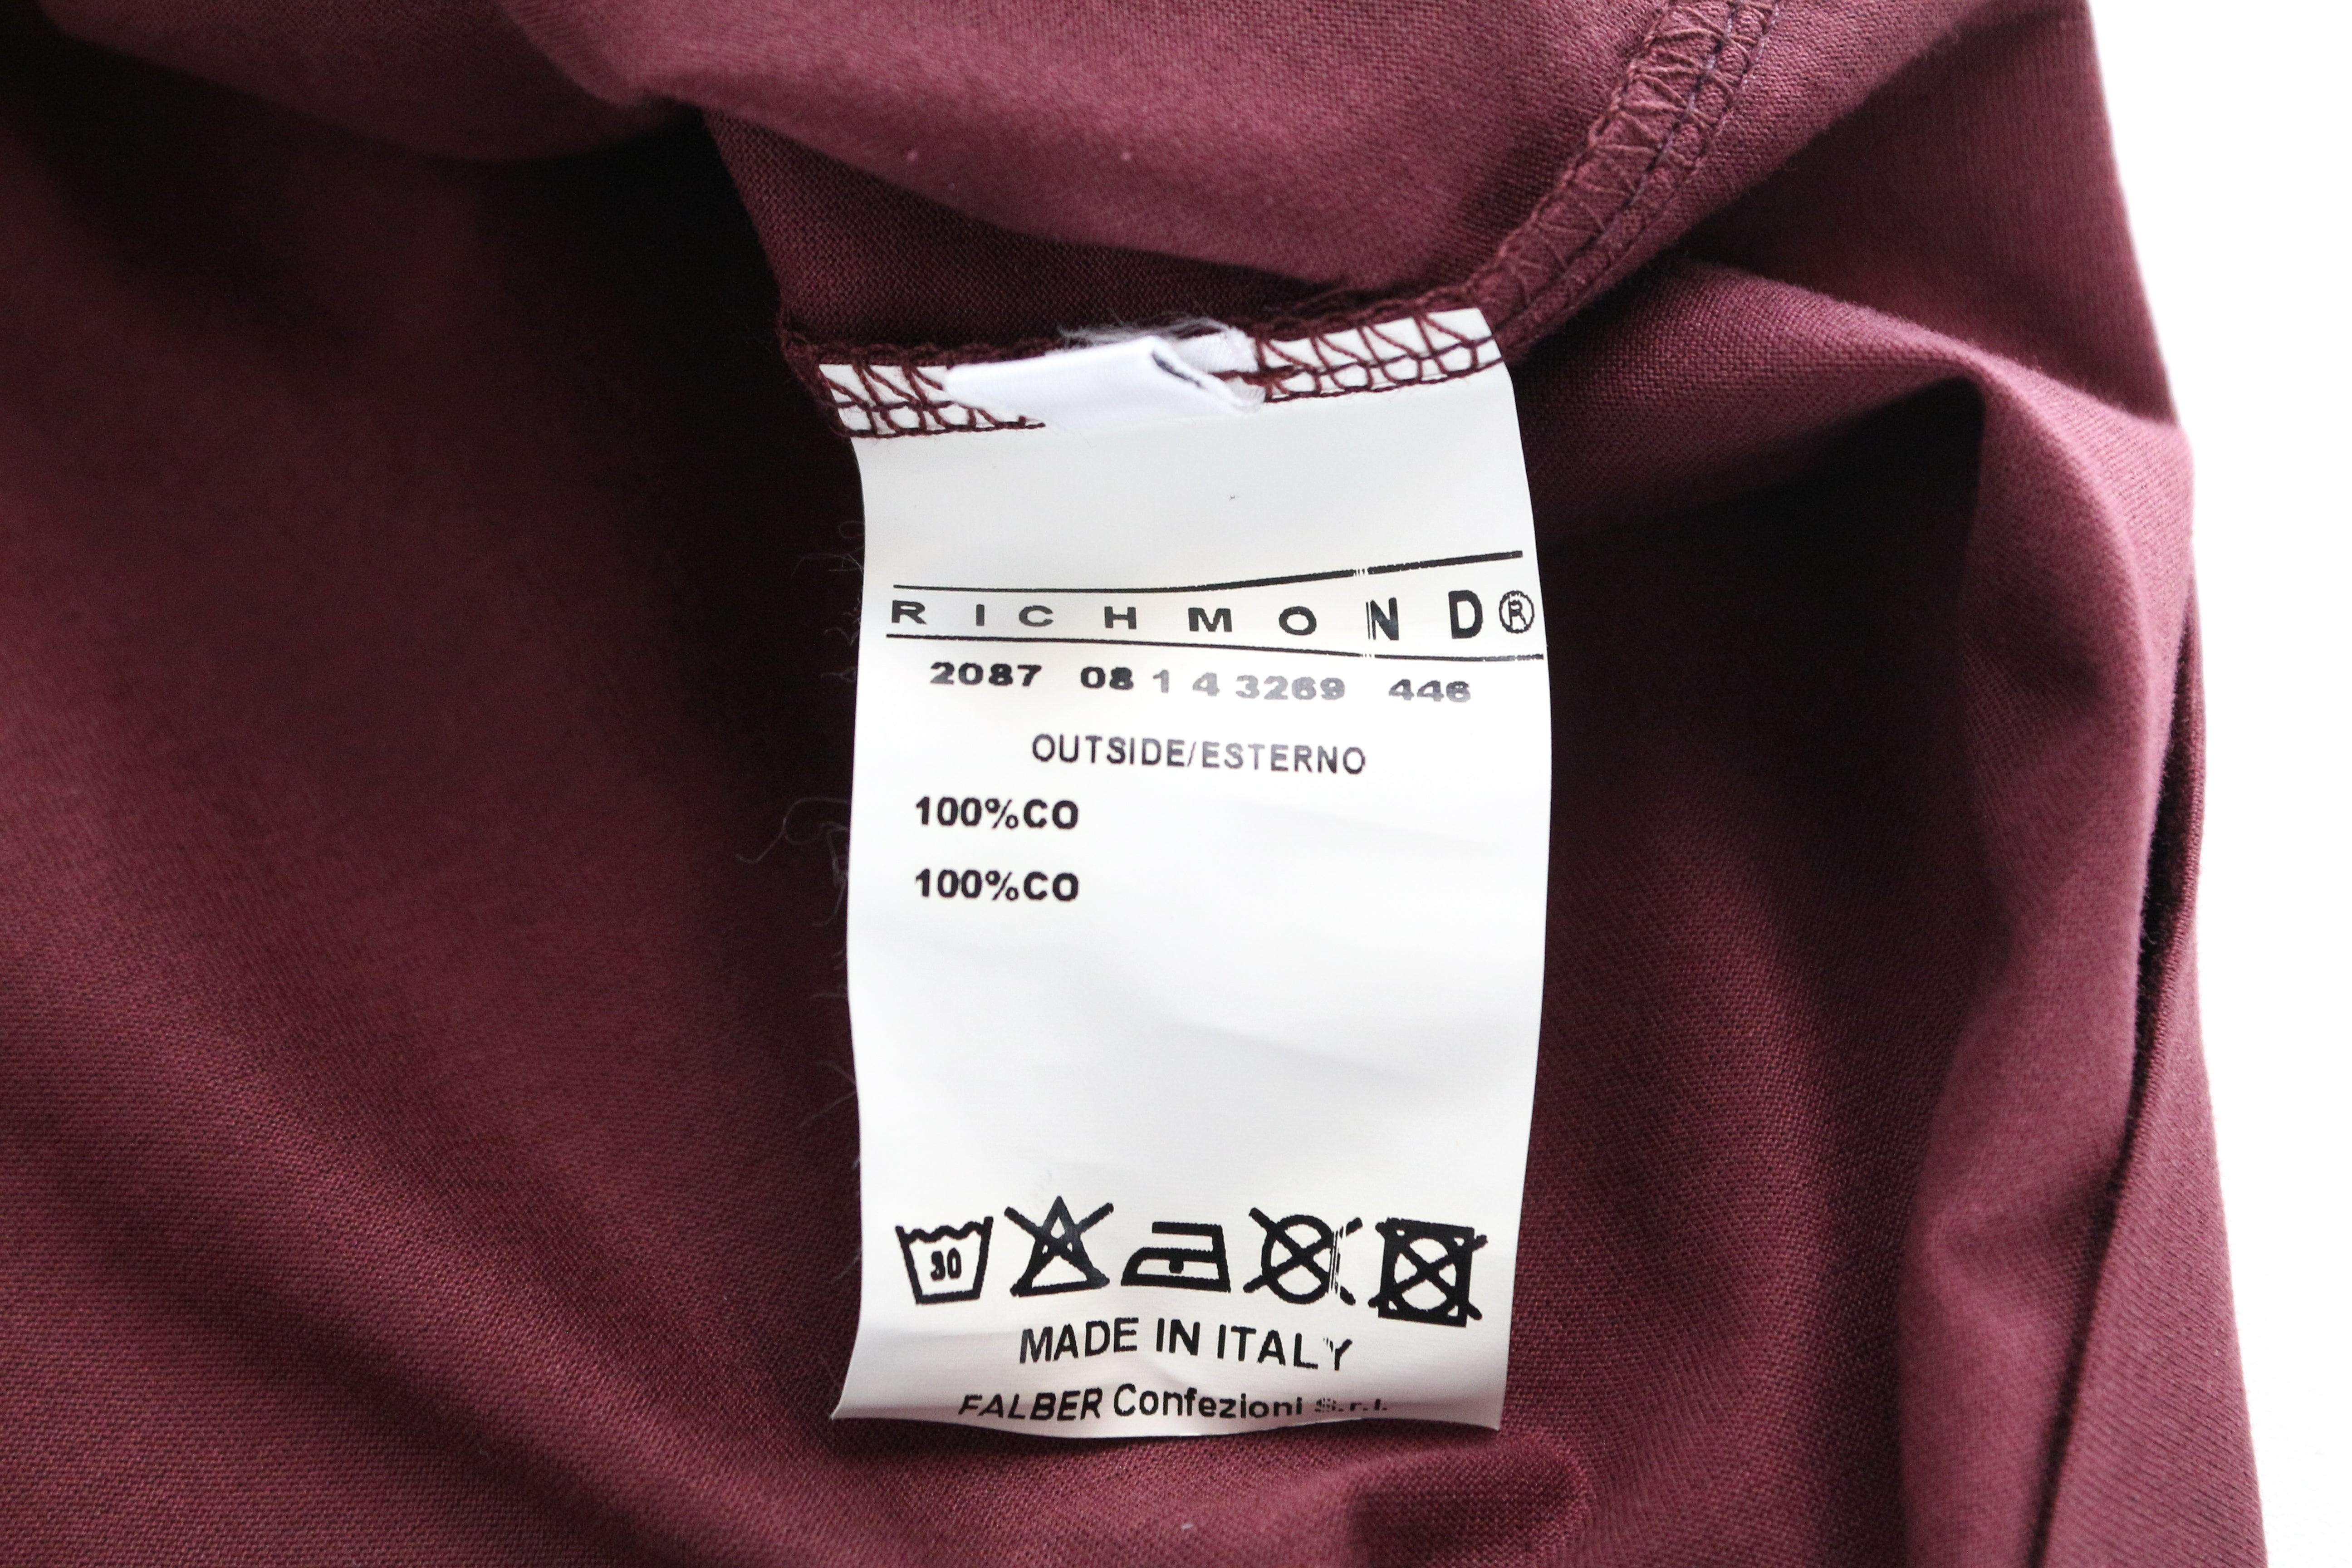 RICHMOND®
2087 08 1 4 3269 446
OUTSIDE/ESTERNO
100%CO
100%CO
30
MADE IN ITALY
FALBER Confezioni S.r.l.